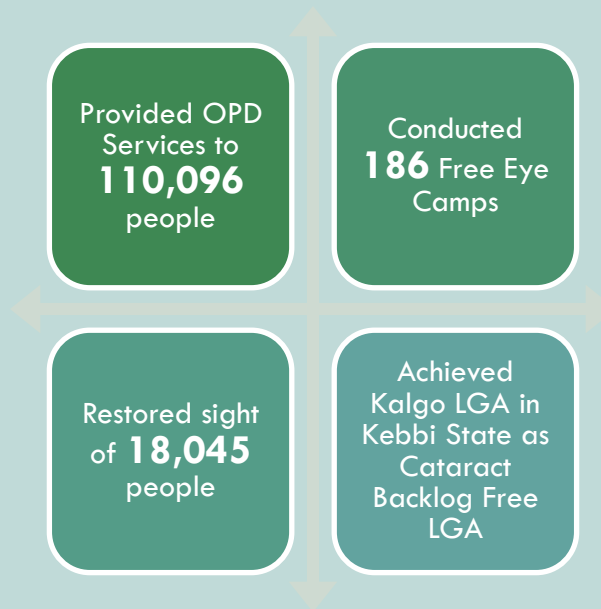 Provided OPD
Services to
110,096
people
Conducted
186 Free Eye
Camps
Restored sight
of 18,045
people
Achieved
Kalgo LGA in
Kebbi State as
Cataract
Backlog Free
LGA